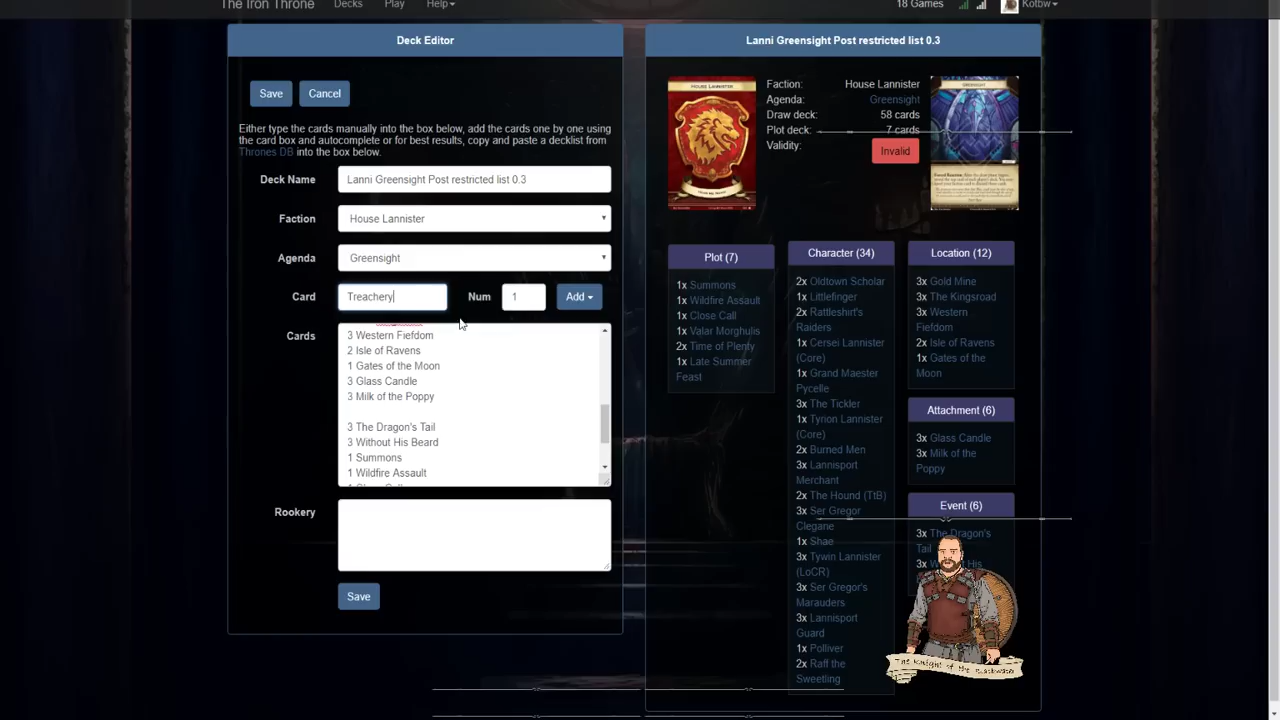 The Iron Throne Decks Play Help 18 Games Kotbw
Deck Editor
Save Cancel
Either type the cards manually into the box below, add the cards one by one using
the card box and autocomplete or for best results, copy and paste a decklist from
Thrones DB into the box below.
Deck Name Lanni Greensight Post restricted list 0.3
Faction House Lannister
Agenda Greensight
Card Treachery Num 1 Add
Cards
3 Western Fiefdom
2 Isle of Ravens
1 Gates of the Moon
3 Glass Candle
3 Milk of the Poppy
3 The Dragon's Tail
3 Without His Beard
1 Summons
1 Wildfire Assault
Rookery
Save
Lanni Greensight Post restricted list 0.3
HOUSE LANNISTER
Faction: House Lannister
Agenda: Greensight
Draw deck: 58 cards
Plot deck: 7 cards
Validity: Invalid
GREENSIGHT
Plot (7)
1x Summons
1x Wildfire Assault
1x Close Call
1x Valar Morghulis
2x Time of Plenty
1x Late Summer
Feast
Character (34)
2x Oldtown Scholar
1x Littlefinger
2x Rattleshirt's
Raiders
1x Cersei Lannister
(Core)
1x Grand Maester
Pycelle
3x The Tickler
1x Tyrion Lannister
(Core)
2x Burned Men
3x Lannisport
Merchant
2x The Hound (TtB)
3x Ser Gregor
Clegane
1x Shae
3x Tywin Lannister
(LoCR)
3x Ser Gregor's
Marauders
3x Lannisport
Guard
1x Polliver
2x Raff the
Sweetling
Location (12)
3x Gold Mine
3x The Kingsroad
3x Western
Fiefdom
2x Isle of Ravens
1x Gates of the
Moon
Attachment (6)
3x Glass Candle
3x Milk of the
Poppy
Event (6)
3x The Dragon's
Tail
His
The Knight of the